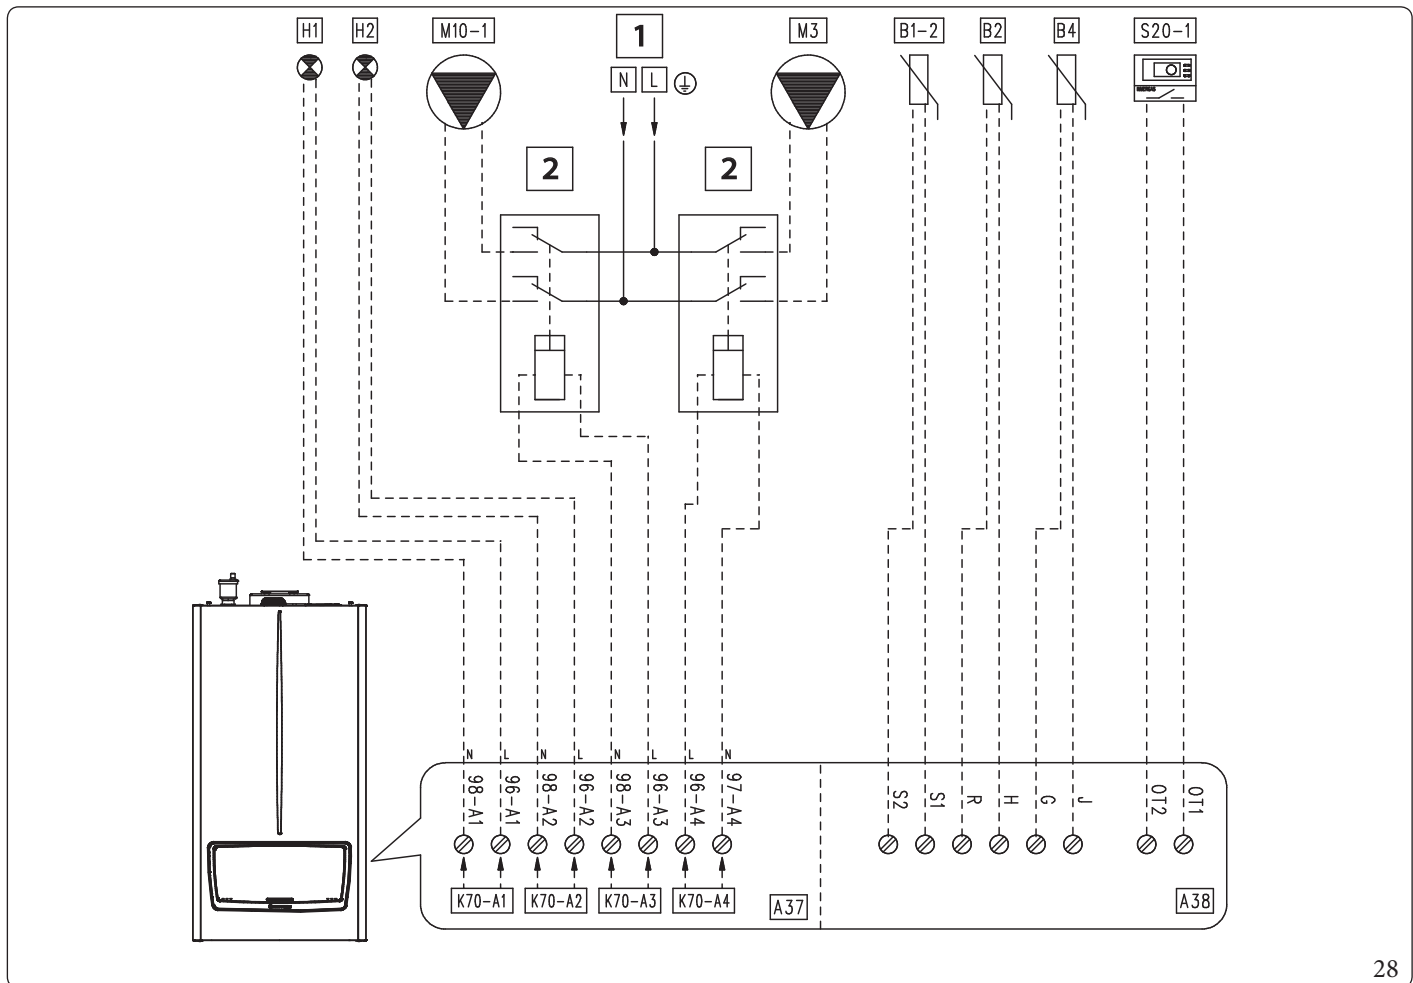 H1 H2 M10-1 1 M3 B1-2 B2 B4 S20-1
N L
IMMERGAS
2 2
N L N L N L L N
98-A1 96-A1 98-A2 96-A2 98-A3 96-A3 96-A4 97-A4 S2 S1 R H G J OT2 OT1
K70-A1 K70-A2 K70-A3 K70-A4 A37 A38
28